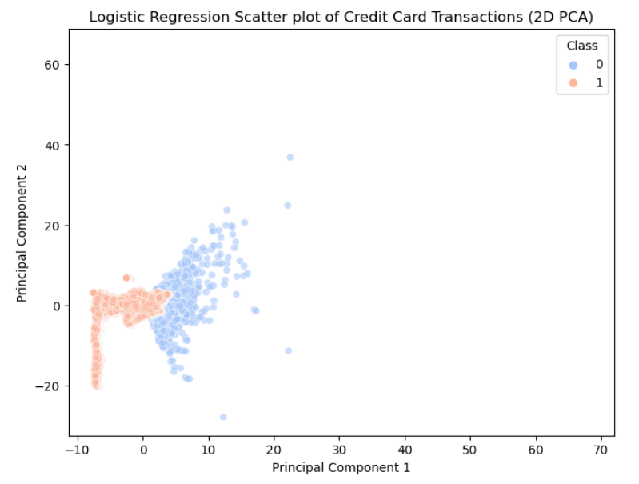 Logistic Regression Scatter plot of Credit Card Transactions (2D PCA)
Class
0
1
60
40
20
0
−20
Principal Component 2
−10 0 10 20 30 40 50 60 70
Principal Component 1